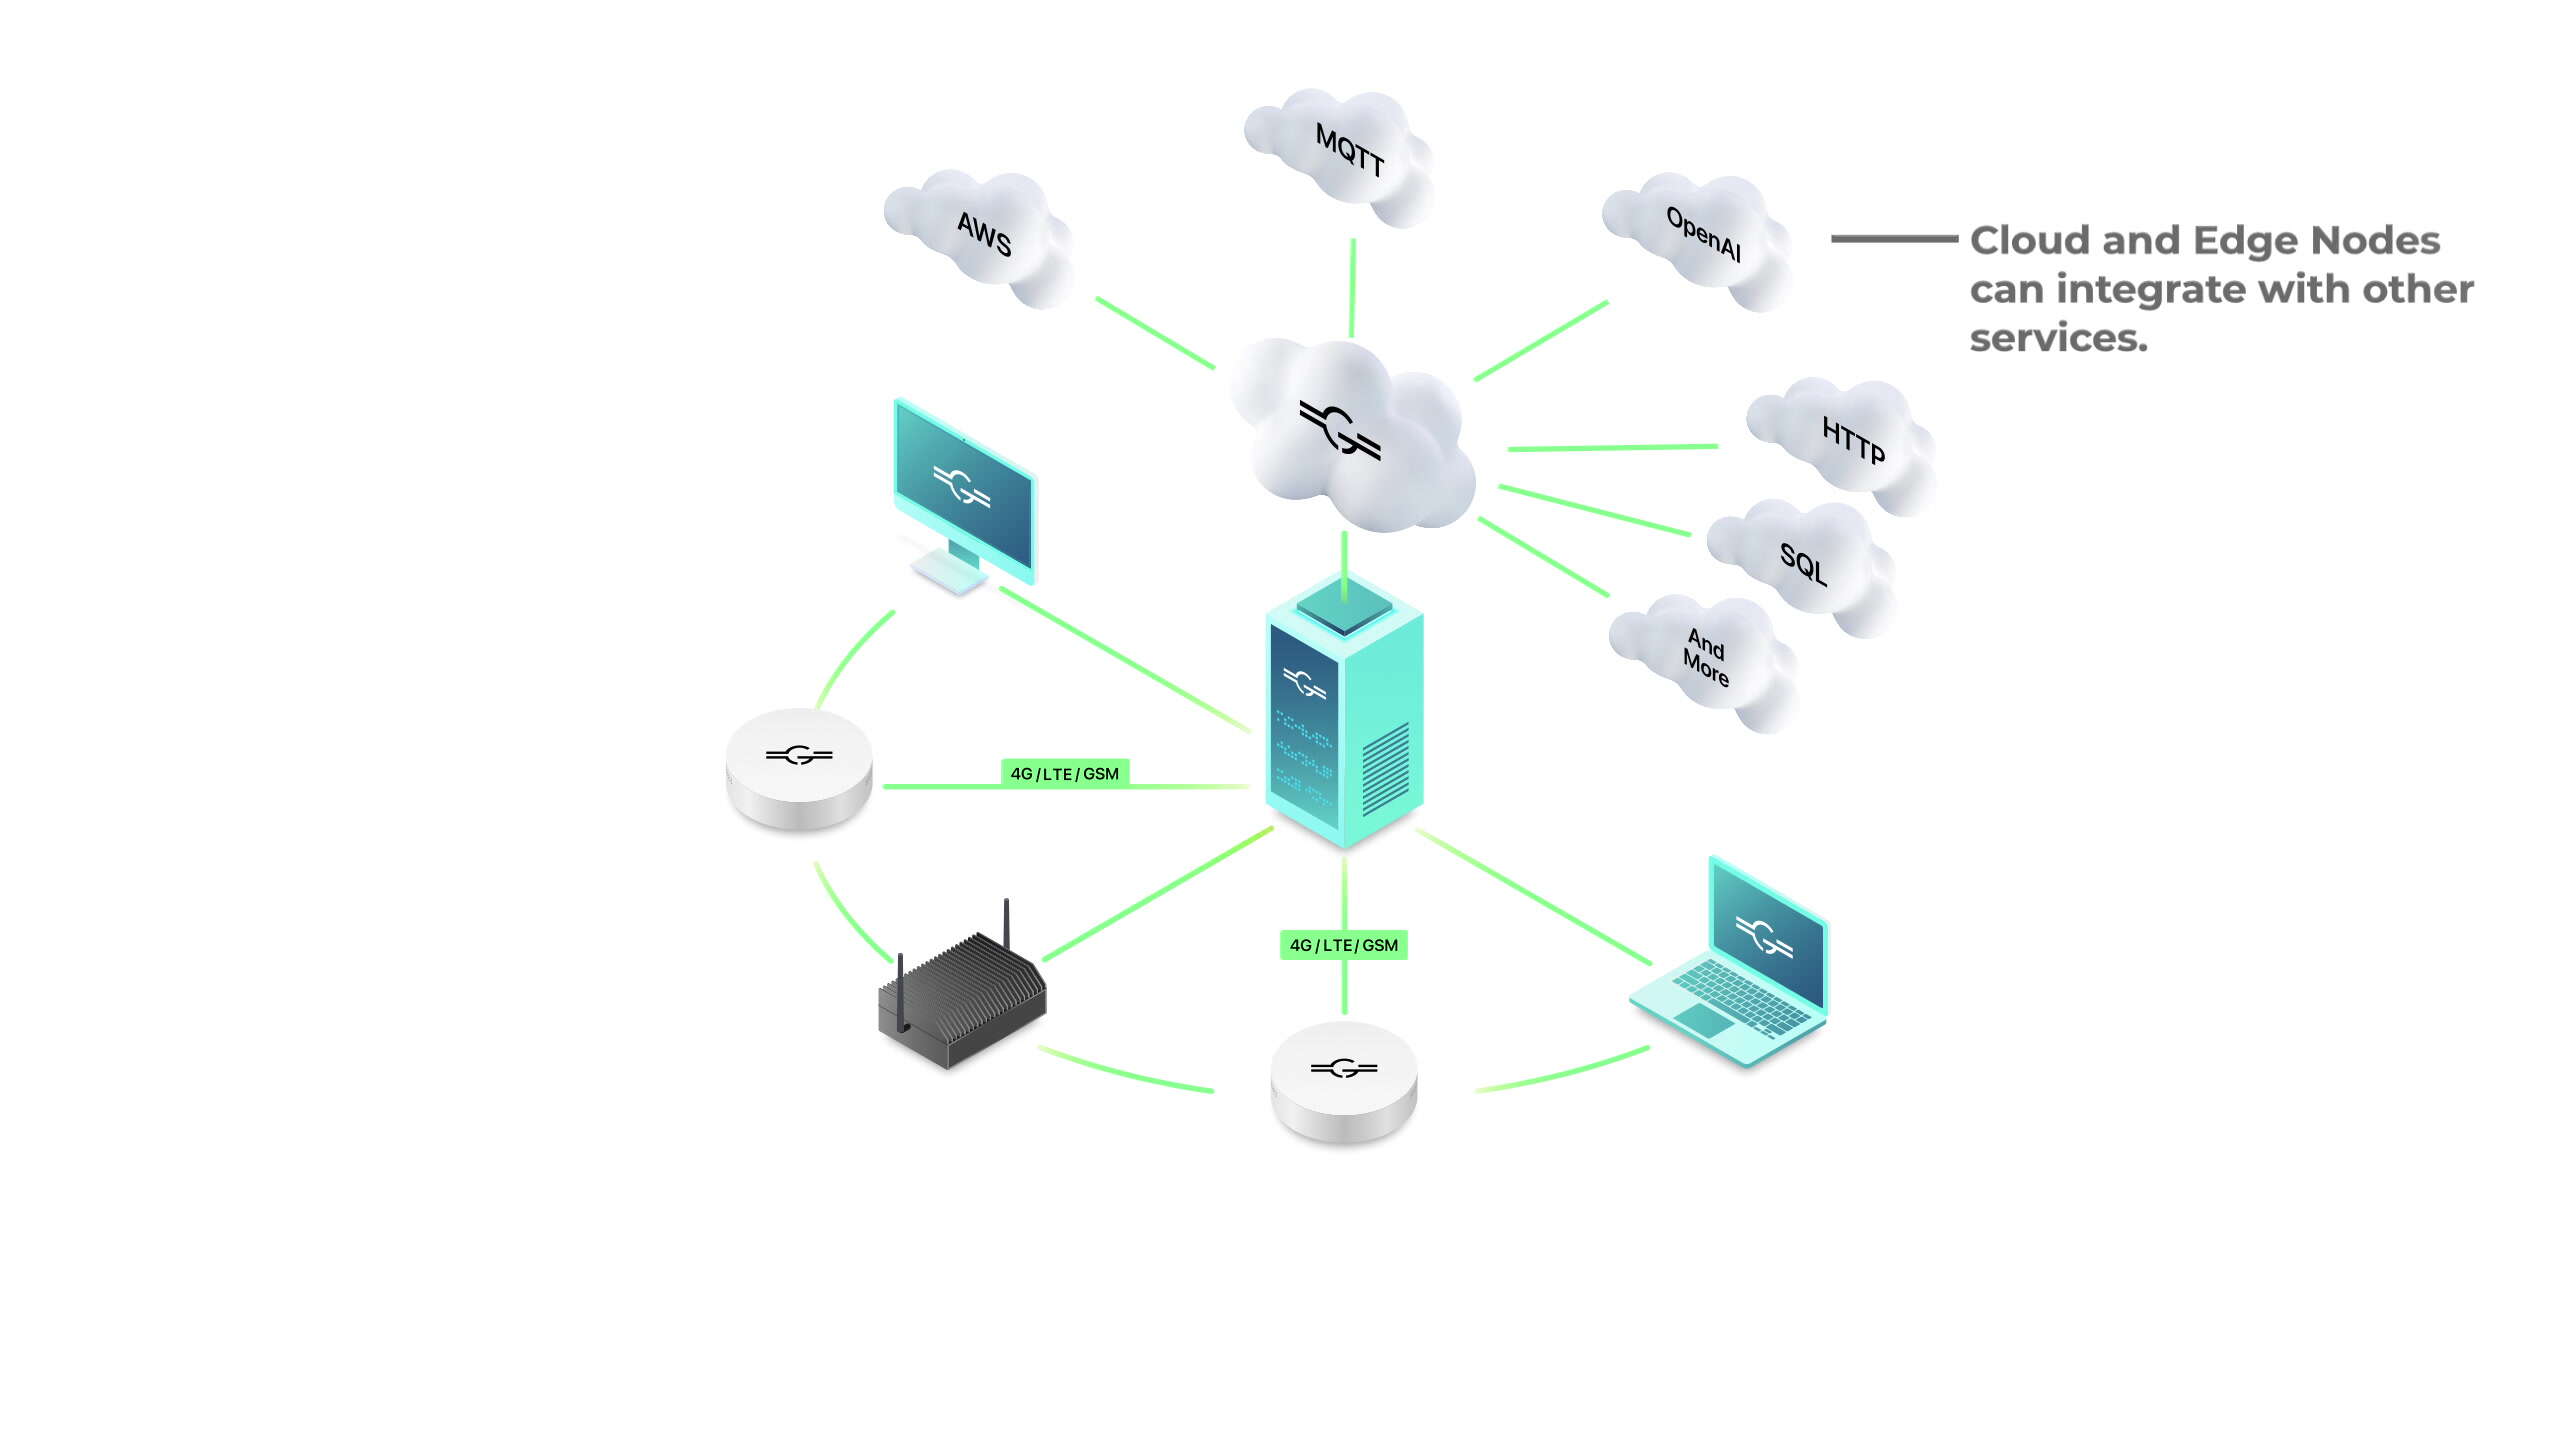 MQTT
AWS
OpenAI
Cloud and Edge Nodes
can integrate with other
services.
HTTP
SQL
And
More
4G/LTE/GSM
4G/LTE/GSM